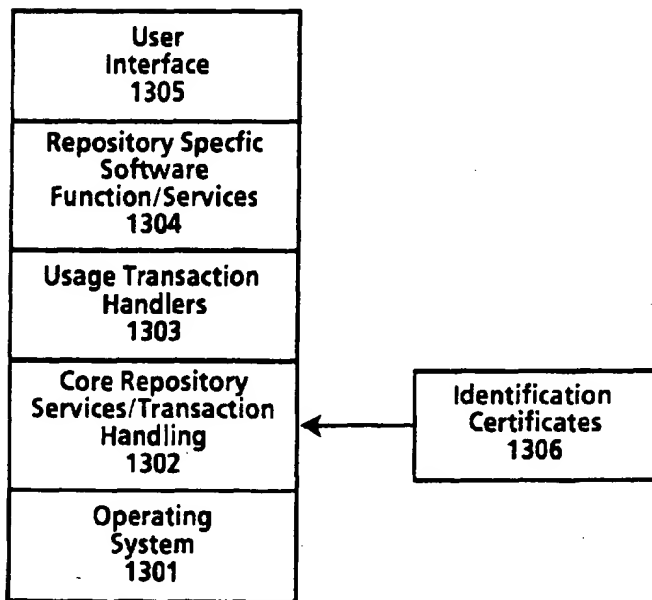 User
Interface
1305
Repository Specfic
Software
Function/Services
1304
Usage Transaction
Handlers
1303
Core Repository
Services/Transaction
Handling
1302
Identification
Certificates
1306
Operating
System
1301